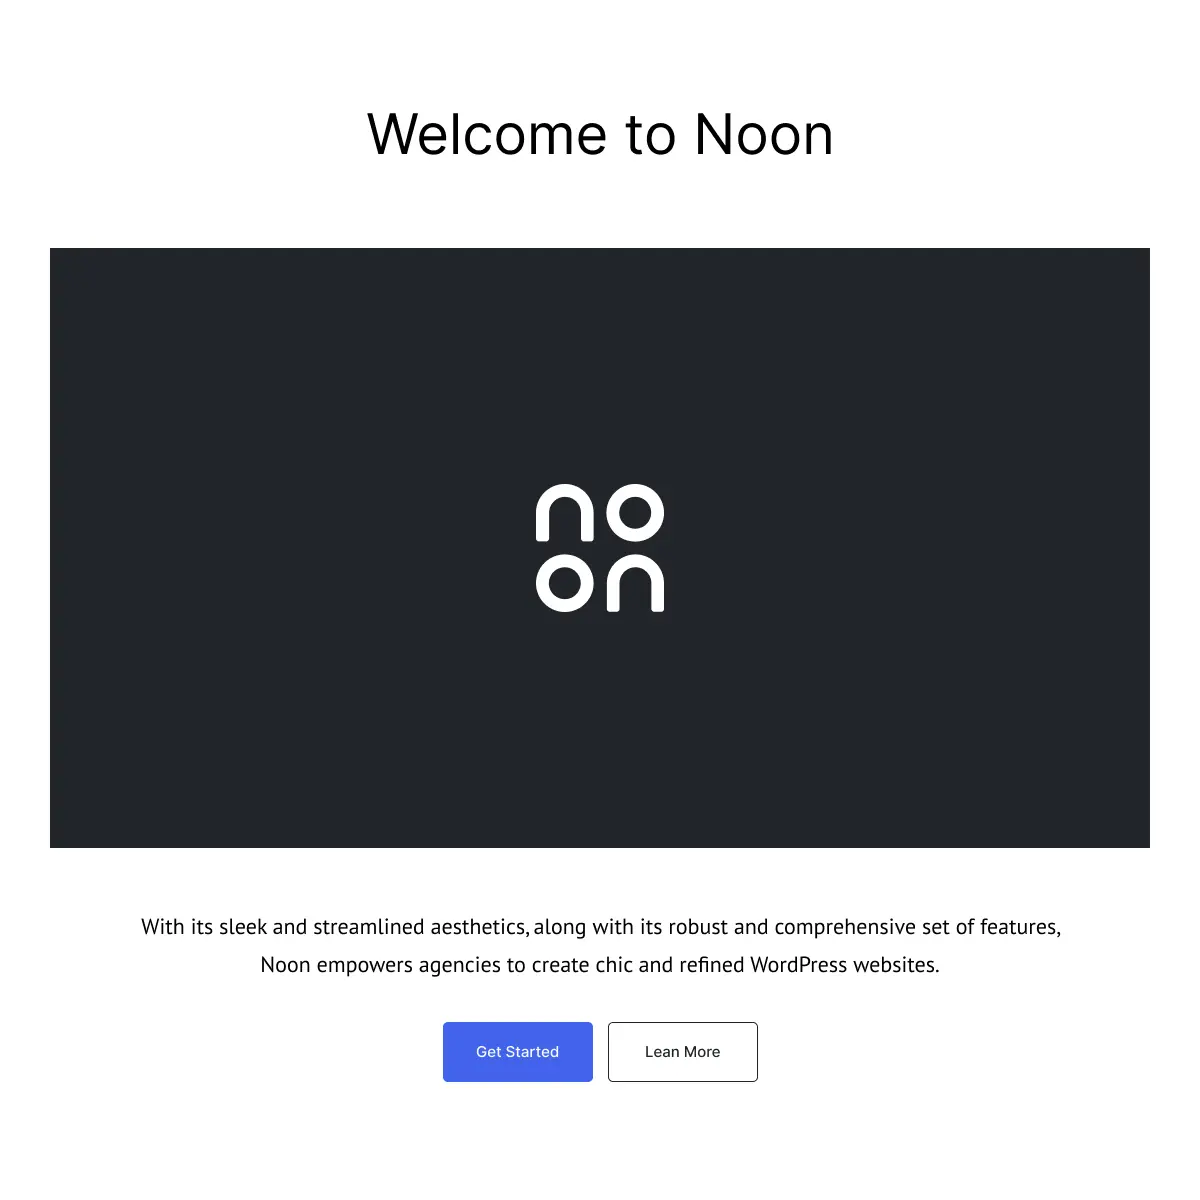 Welcome to Noon
no
on
With its sleek and streamlined aesthetics, along with its robust and comprehensive set of features,
Noon empowers agencies to create chic and refined WordPress websites.
Get Started
Lean More